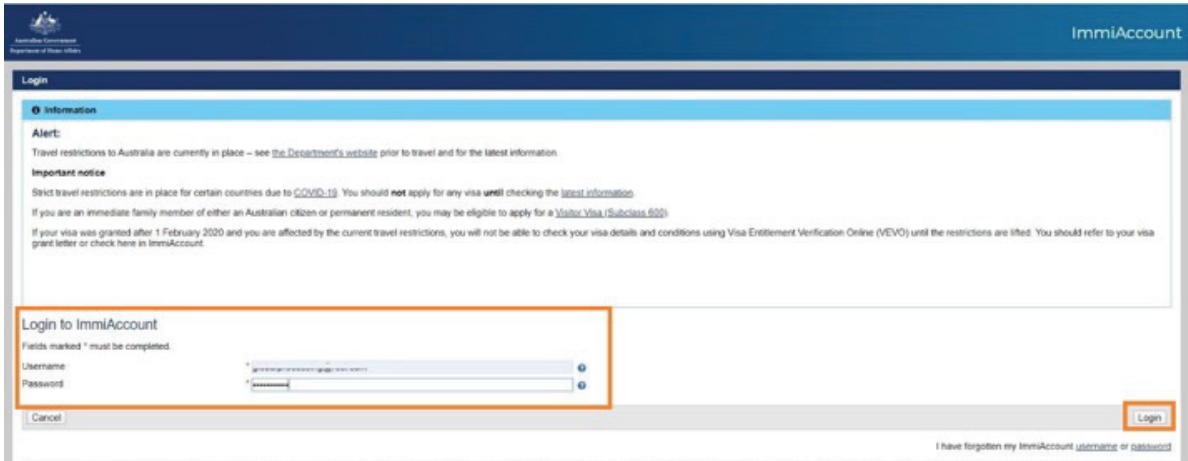 Australian Government
Department of Home Affairs
ImmiAccount
Login
Information
Alert:
Travel restrictions to Australia are currently in place – see the Department's website prior to travel and for the latest information.
Important notice
Strict travel restrictions are in place for certain countries due to COVID-19. You should not apply for any visa until checking the latest information.
If you are an immediate family member of either an Australian citizen or permanent resident, you may be eligible to apply for a Visitor Visa (Subclass 600).
If your visa was granted after 1 February 2020 and you are affected by the current travel restrictions, you will not be able to check your visa details and conditions using Visa Entitlement Verification Online (VEVO) until the restrictions are lifted. You should refer to your visa
grant letter or check here in ImmiAccount.
Login to ImmiAccount
Fields marked * must be completed.
Username *
Password *
Cancel Login
I have forgotten my ImmiAccount username or password